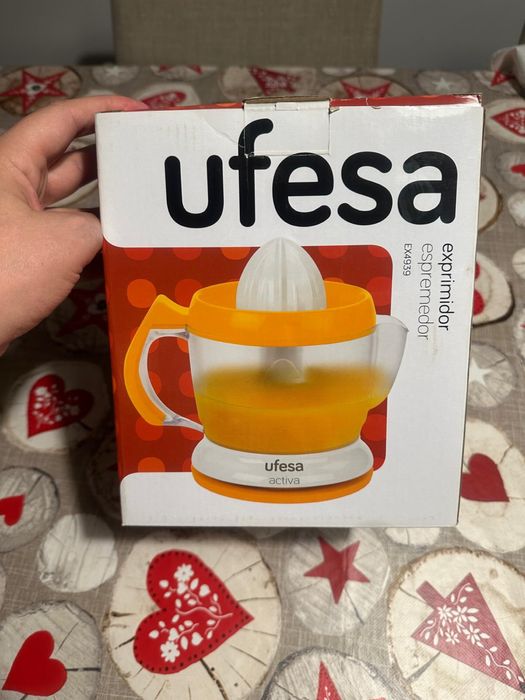 ufesa
exprimidor
espremedor
EX4939
ufesa
activa